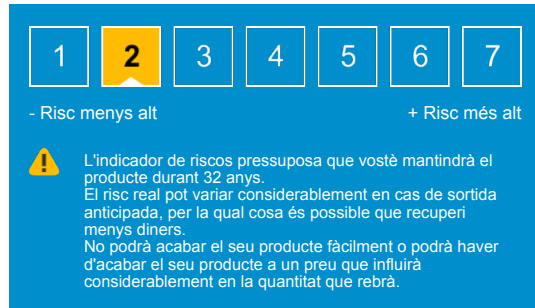 1 2 3 4 5 6 7
- Risc menys alt + Risc més alt
L'indicador de riscos pressuposa que vostè mantindrà el
producte durant 32 anys.
El risc real pot variar considerablement en cas de sortida
anticipada, per la qual cosa és possible que recuperi
menys diners.
No podrà acabar el seu producte fàcilment o podrà haver
d'acabar el seu producte a un preu que influirà
considerablement en la quantitat que rebrà.